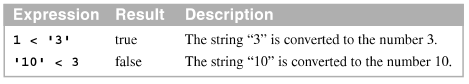 Expression Result Description
1 < '3' true The string “3” is converted to the number 3.
'10' < 3 false The string “10” is converted to the number 10.